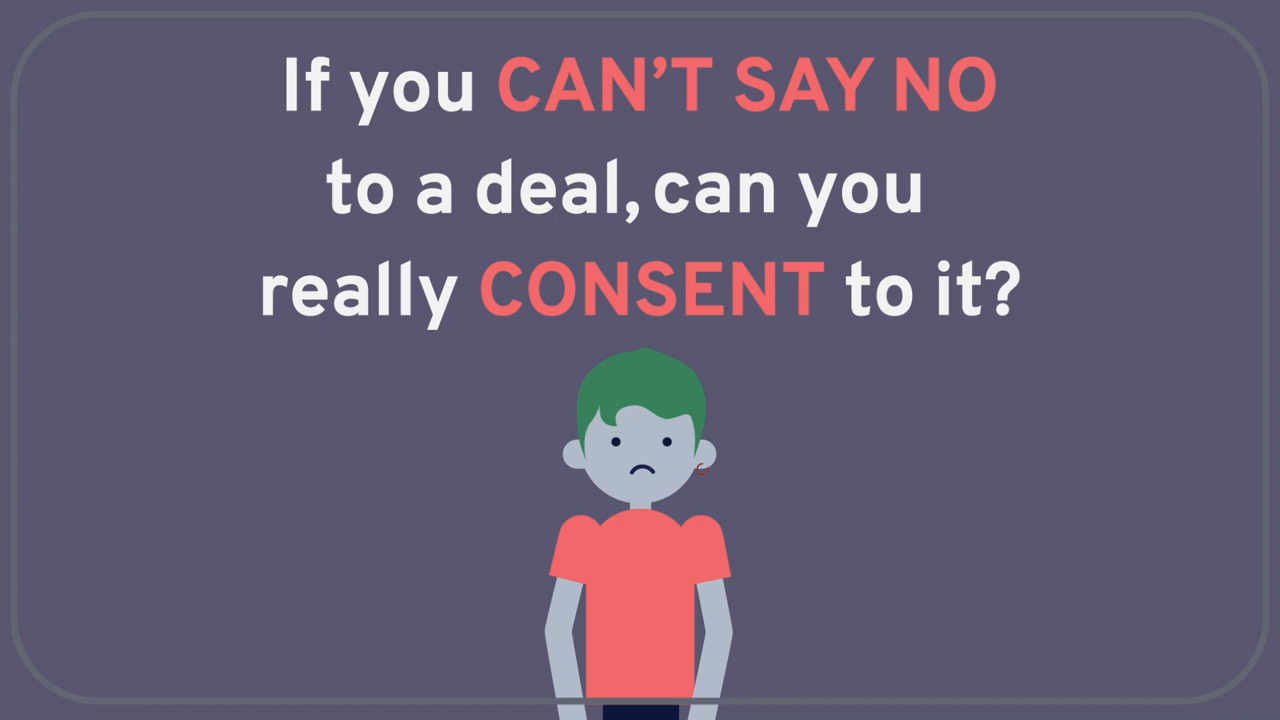 If you CAN’T SAY NO
to a deal, can you
really CONSENT to it?